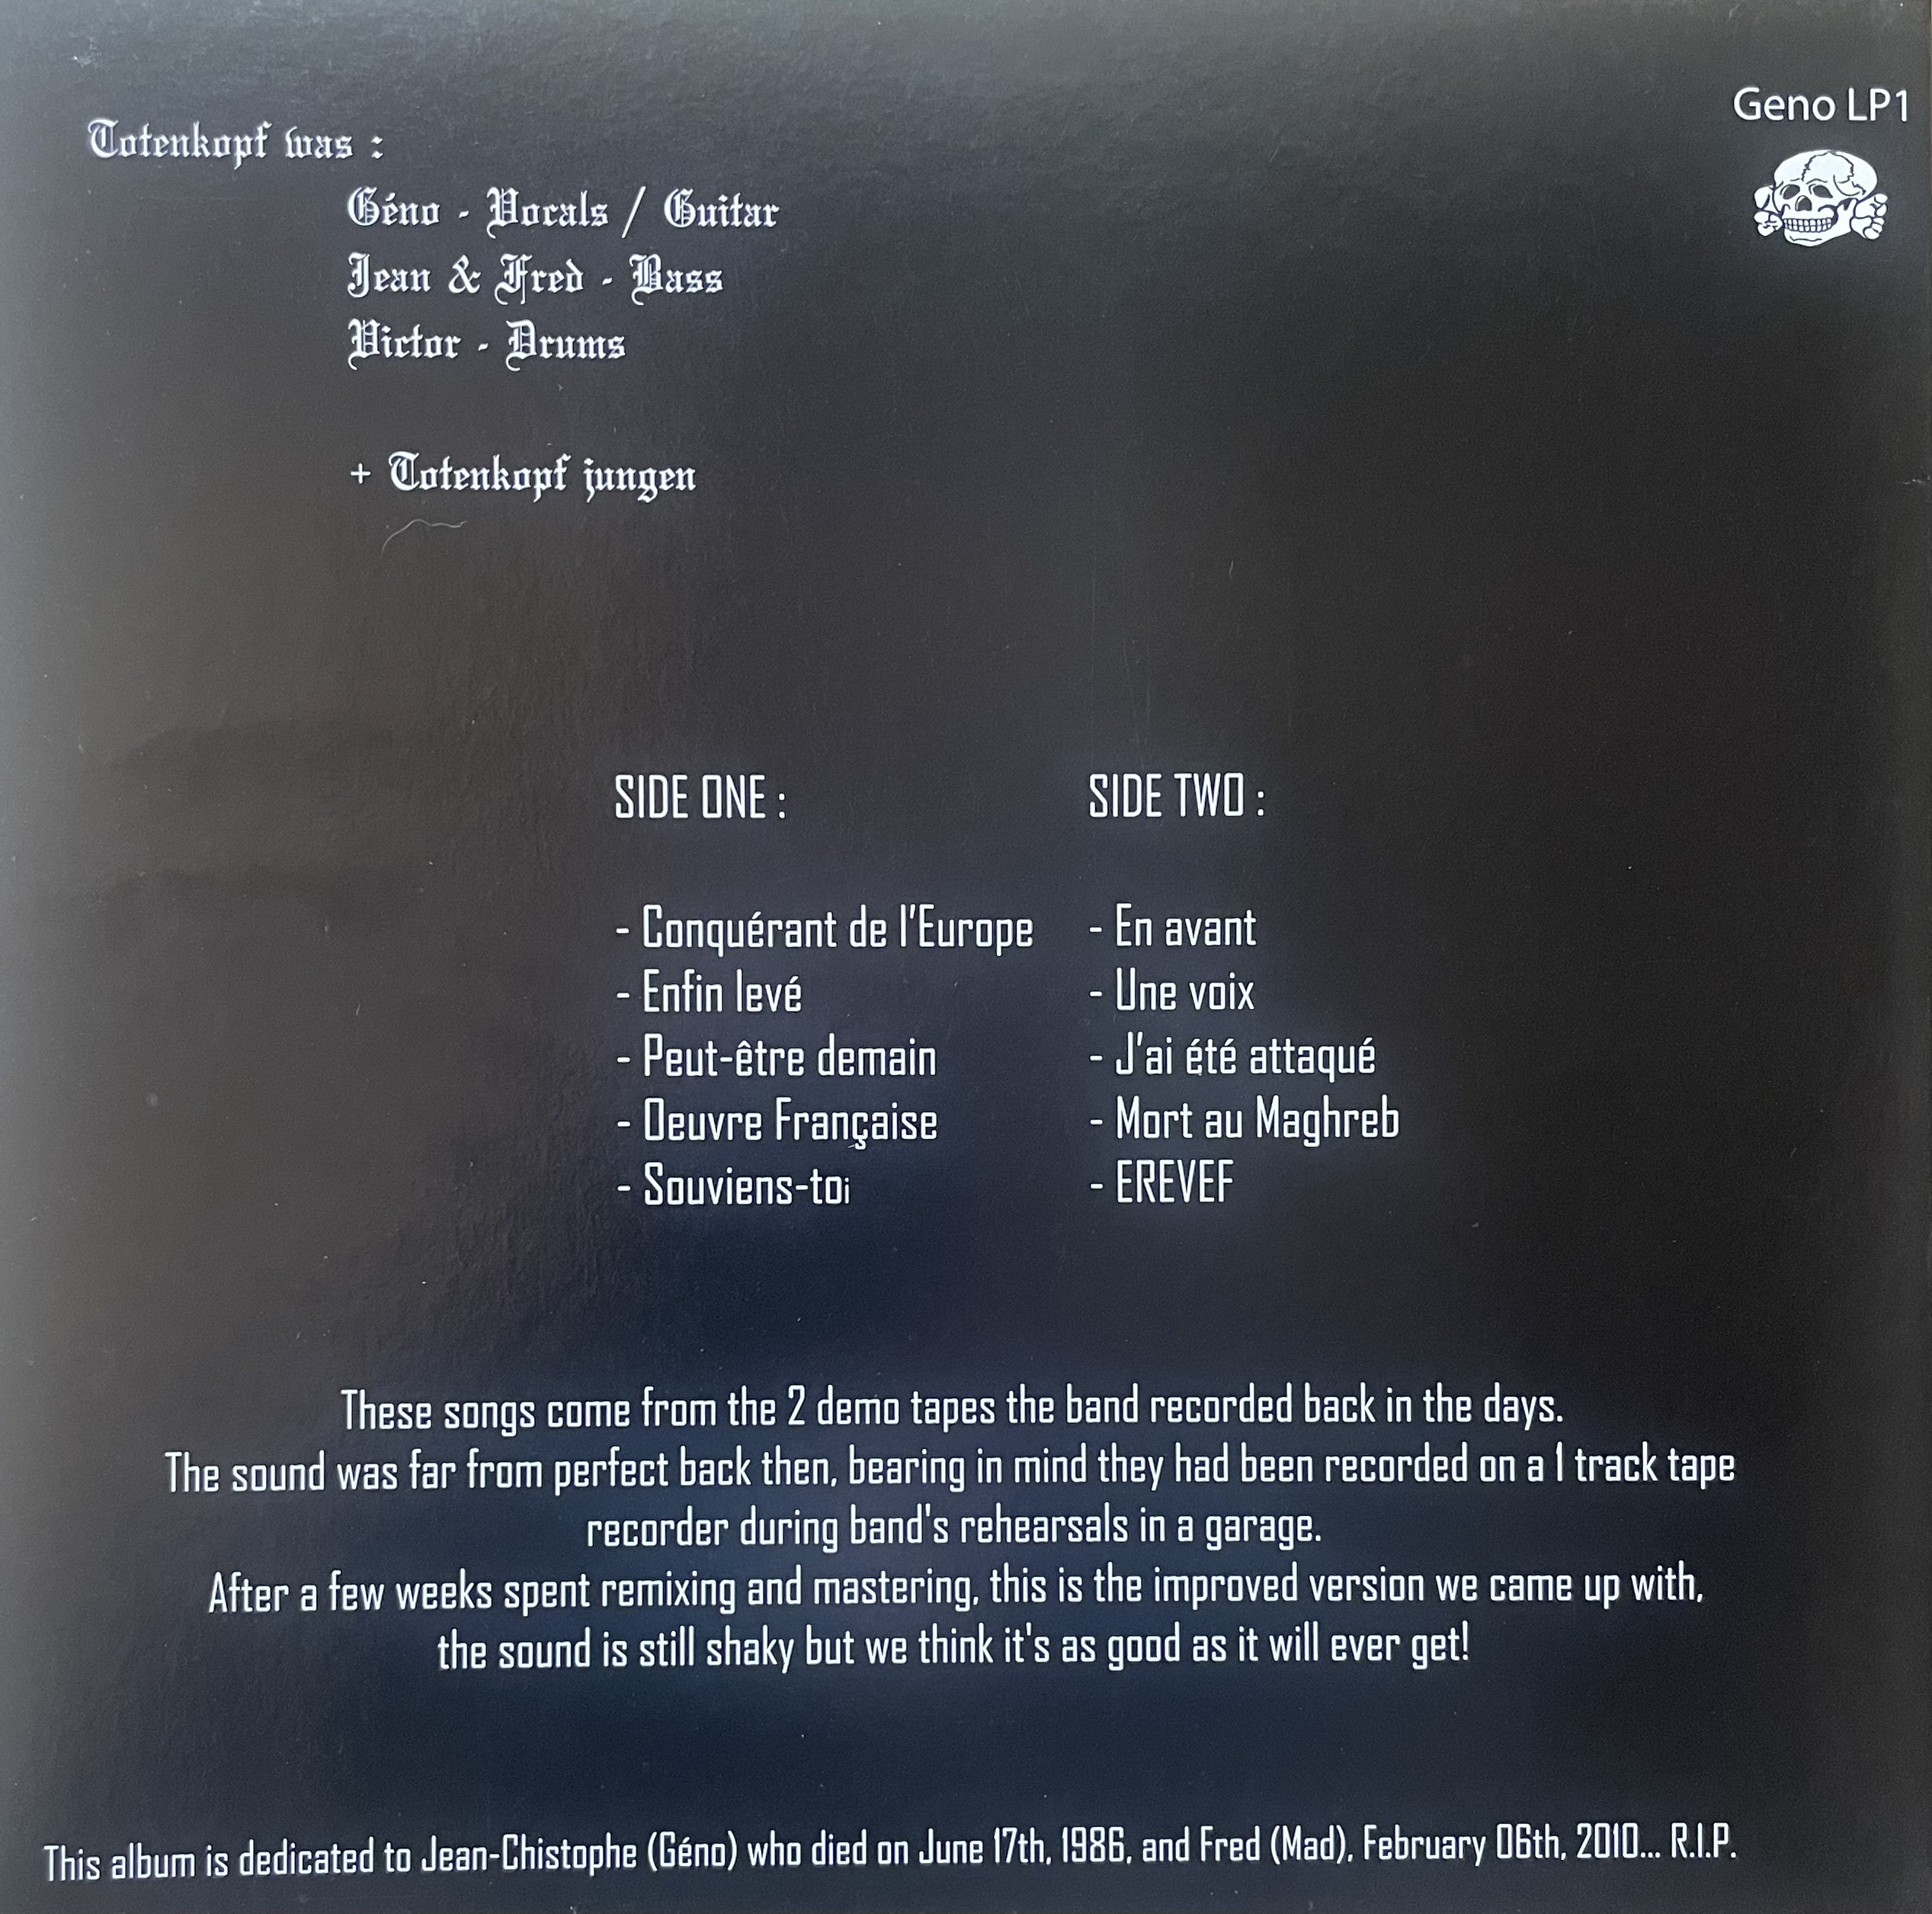 Geno LP1
Totenkopf was :
Géno - Vocals / Guitar
Jean & Fred - Bass
Victor - Drums
+ Totenkopf jungen
SIDE ONE :
- Conquérant de l'Europe
- Enfin levé
- Peut-être demain
- Oeuvre Française
- Souviens-toi
SIDE TWO :
- En avant
- Une voix
- J'ai été attaqué
- Mort au Maghreb
- EREVEF
These songs come from the 2 demo tapes the band recorded back in the days.
The sound was far from perfect back then, bearing in mind they had been recorded on a 1 track tape
recorder during band's rehearsals in a garage.
After a few weeks spent remixing and mastering, this is the improved version we came up with,
the sound is still shaky but we think it's as good as it will ever get!
This album is dedicated to Jean-Chistophe (Géno) who died on June 17th, 1986, and Fred (Mad), February 06th, 2010... R.I.P.